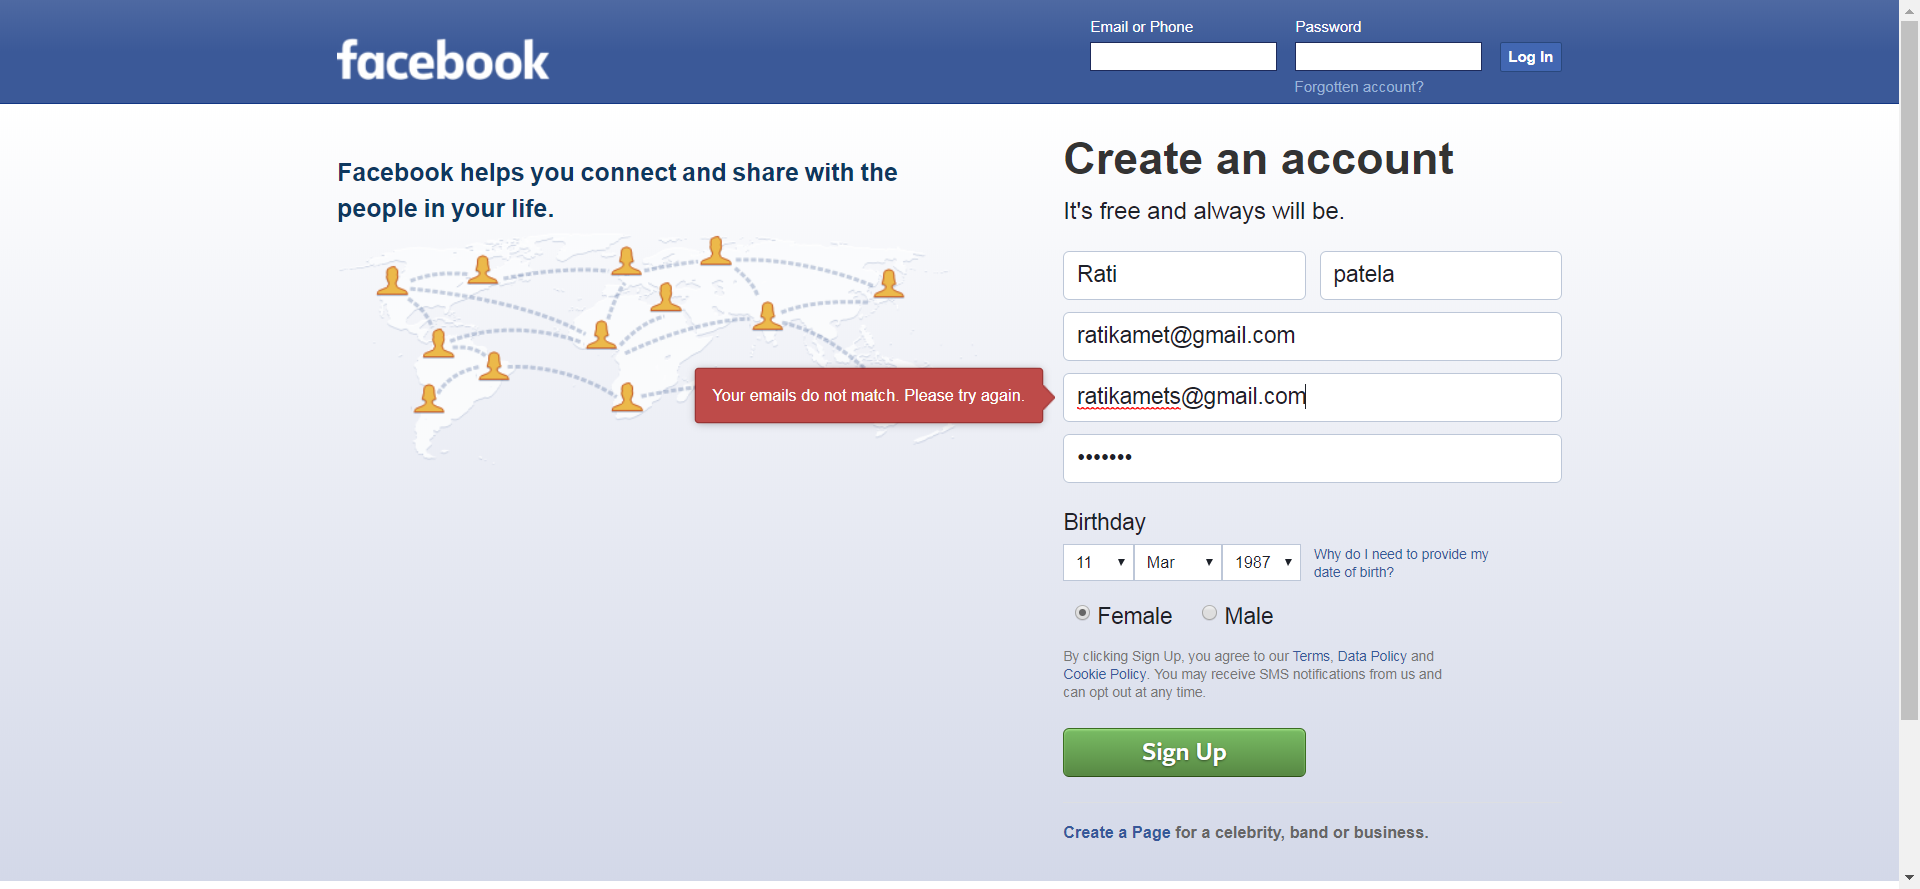 facebook
Email or Phone
Password
Log In
Forgotten account?
Facebook helps you connect and share with the
people in your life.
Create an account
It's free and always will be.
Rati
patela
ratikamet@gmail.com
Your emails do not match. Please try again.
ratikamets@gmail.com
•••••••
Birthday
11
Mar
1987
Why do I need to provide my
date of birth?
Female
Male
By clicking Sign Up, you agree to our Terms, Data Policy and
Cookie Policy. You may receive SMS notifications from us and
can opt out at any time.
Sign Up
Create a Page for a celebrity, band or business.